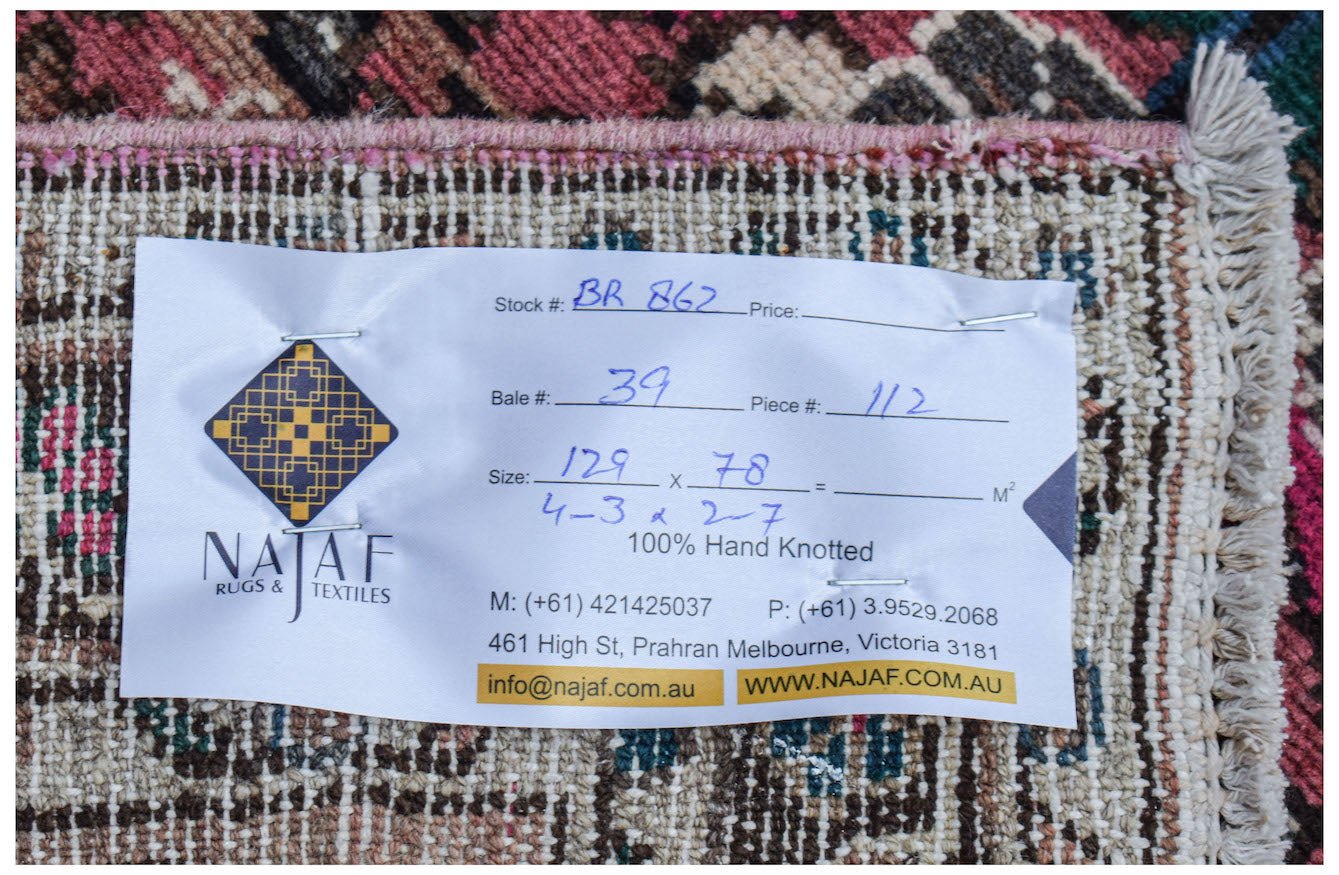 Stock #: BR 862 Price:
Bale #: 39 Piece #: 112
Size: 129 x 78 = M²
4-3 x 2-7
100% Hand Knotted
NAJAF
RUGS & TEXTILES
M: (+61) 421425037 P: (+61) 3.9529.2068
461 High St, Prahran Melbourne, Victoria 3181
info@najaf.com.au WWW.NAJAF.COM.AU